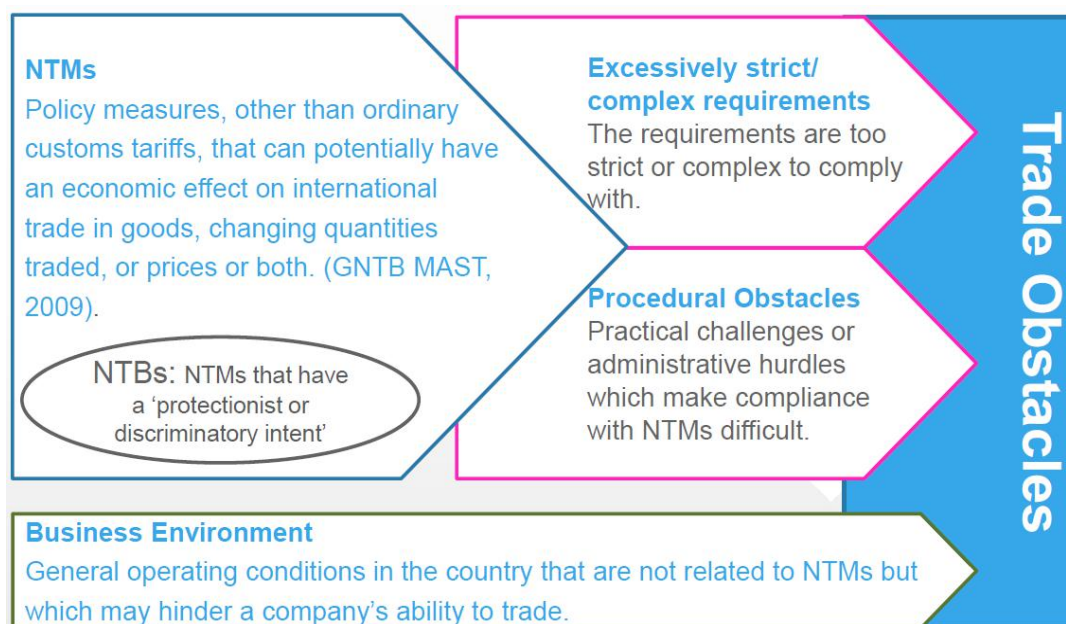 NTMs
Policy measures, other than ordinary
customs tariffs, that can potentially have
an economic effect on international
trade in goods, changing quantities
traded, or prices or both. (GNTB MAST,
2009).
NTBs: NTMs that have
a ‘protectionist or
discriminatory intent’
Excessively strict/
complex requirements
The requirements are too
strict or complex to comply
with.
Procedural Obstacles
Practical challenges or
administrative hurdles
which make compliance
with NTMs difficult.
Business Environment
General operating conditions in the country that are not related to NTMs but
which may hinder a company’s ability to trade.
Trade Obstacles